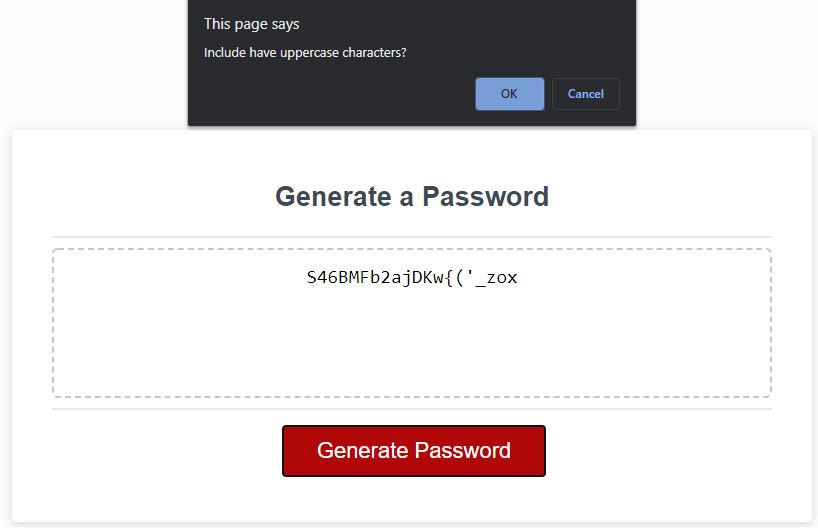 This page says
Include have uppercase characters?
OK
Cancel
Generate a Password
S46BMFb2ajDKw{('_zox
Generate Password